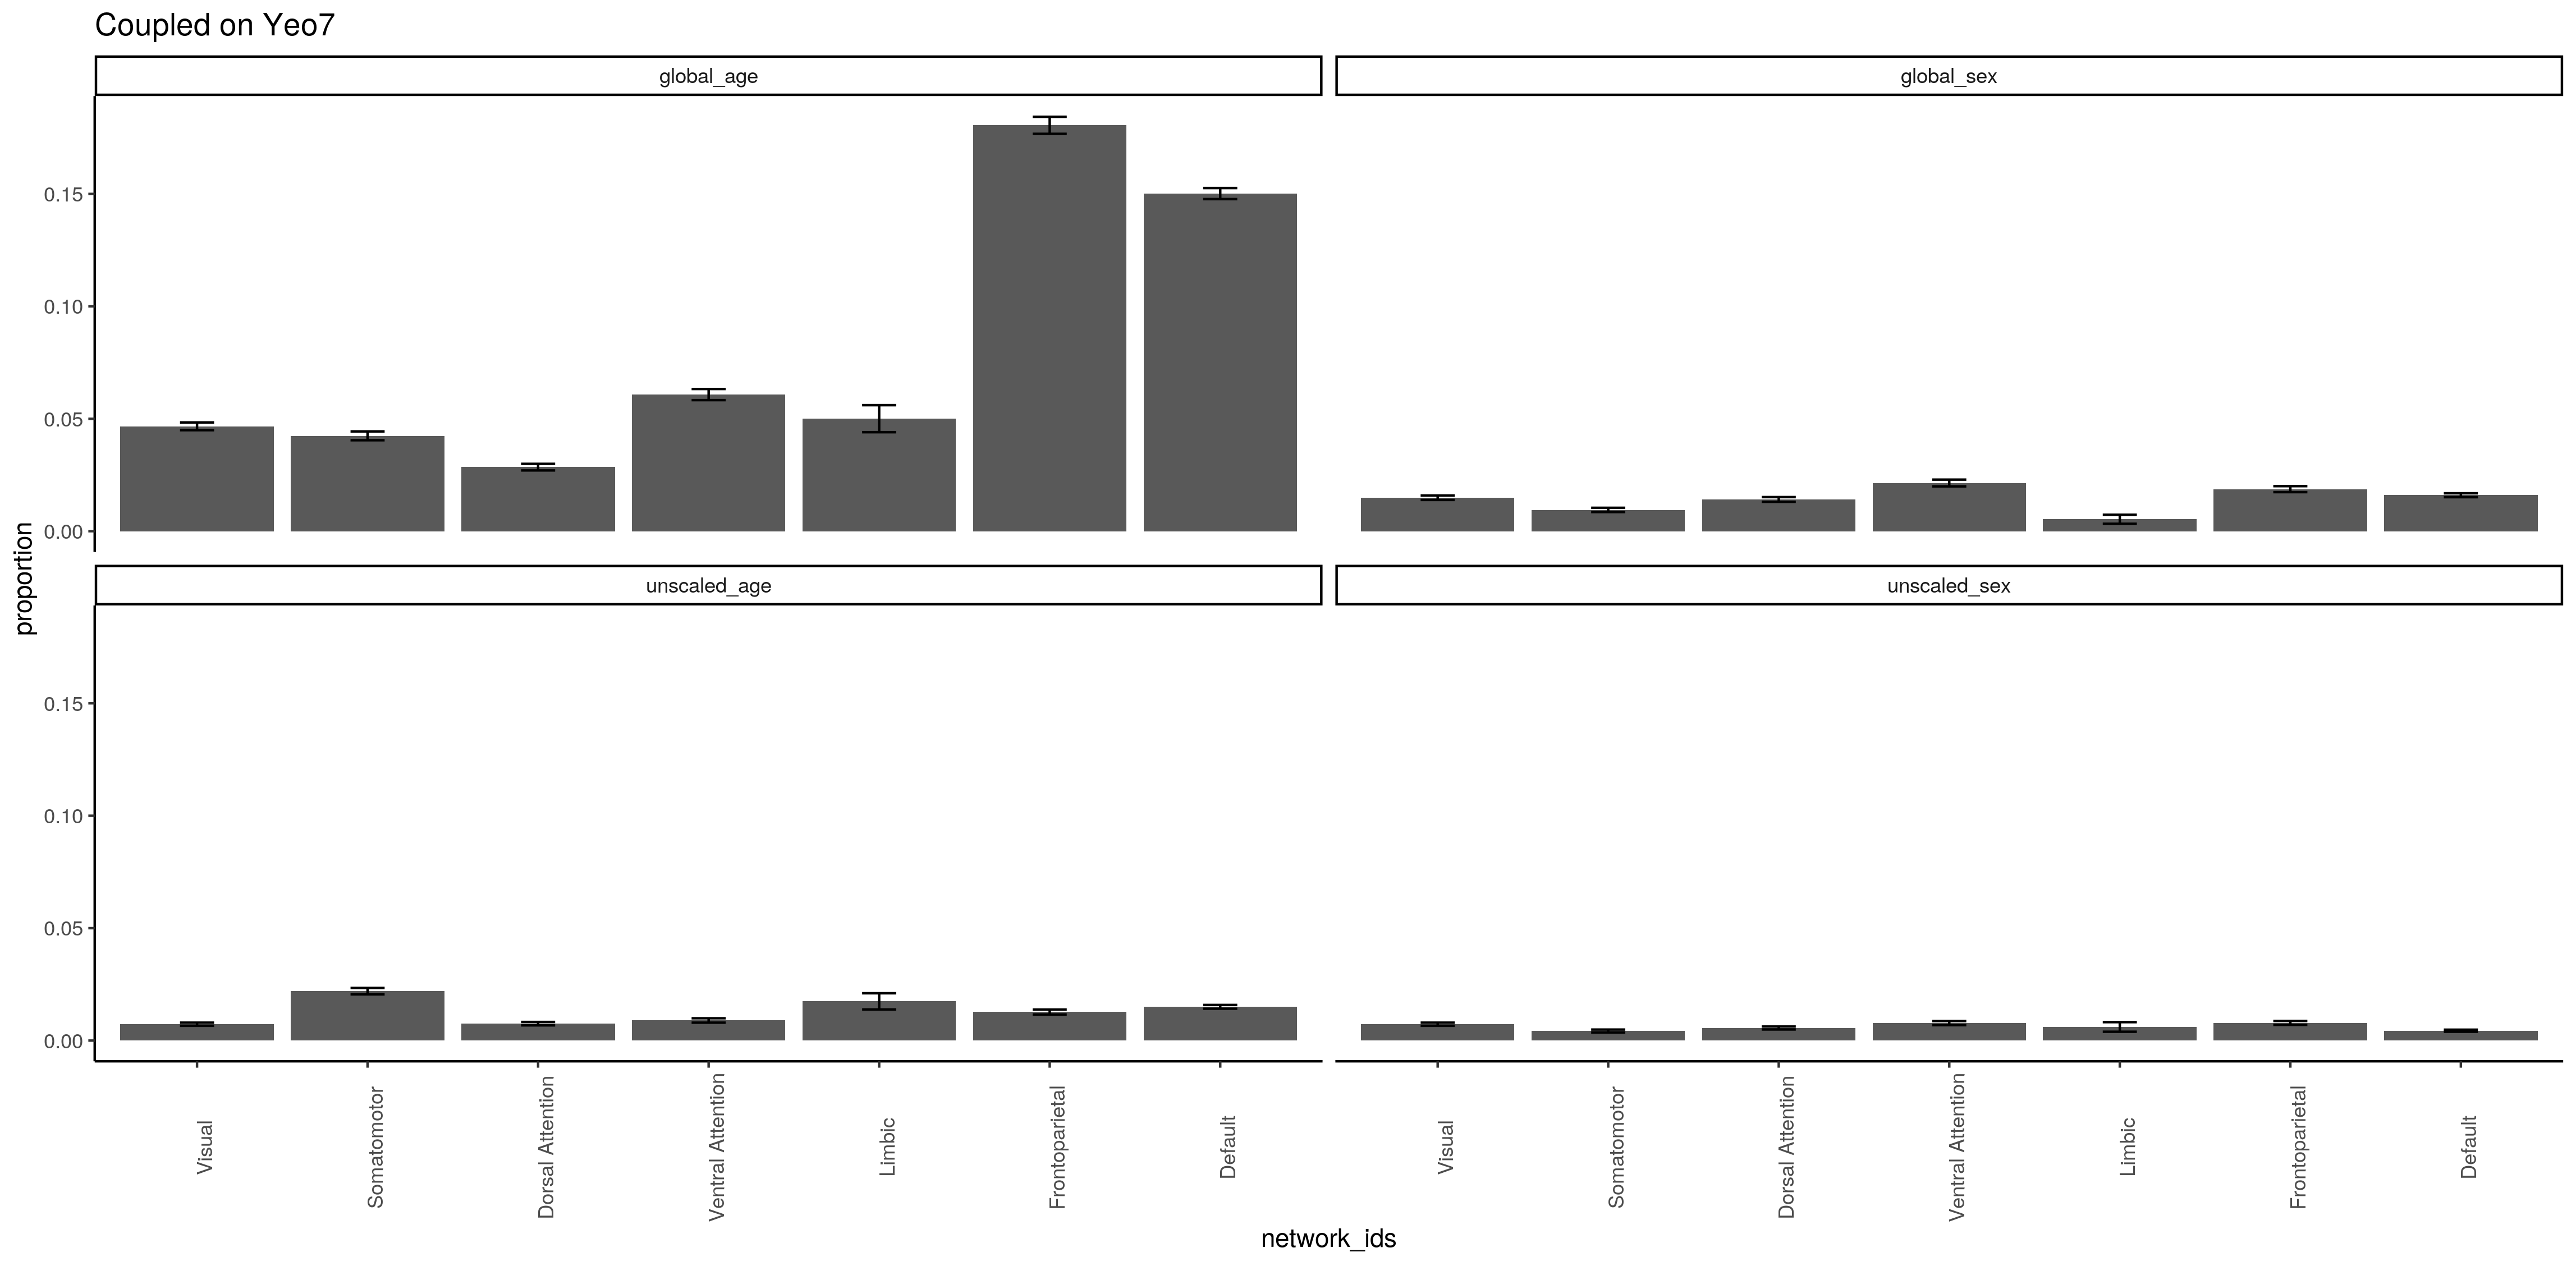 Coupled on Yeo7
global_age
global_sex
0.15
0.10
0.05
0.00
unscaled_age
unscaled_sex
0.15
0.10
0.05
0.00
proportion
Visual
Somatomotor
Dorsal Attention
Ventral Attention
Limbic
Frontoparietal
Default
Visual
Somatomotor
Dorsal Attention
Ventral Attention
Limbic
Frontoparietal
Default
network_ids